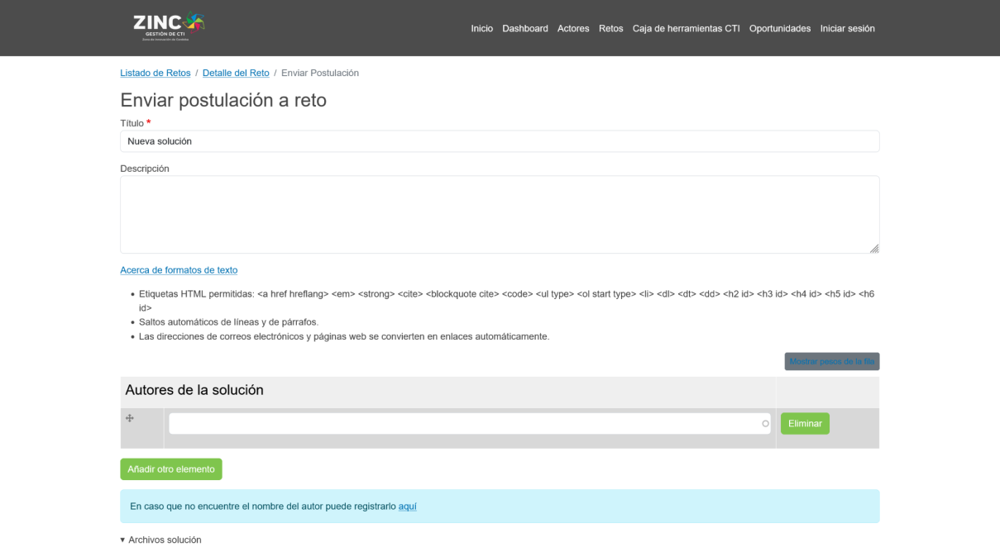 ZINC
GESTIÓN DE CTI
Zona de Innovación de Córdoba
Inicio Dashboard Actores Retos Caja de herramientas CTI Oportunidades Iniciar sesión
Listado de Retos / Detalle del Reto / Enviar Postulación
Enviar postulación a reto
Título *
Nueva solución
Descripción
Acerca de formatos de texto
• Etiquetas HTML permitidas: <a href hreflang> <em> <strong> <cite> <blockquote cite> <code> <ul type> <ol start type> <li> <dl> <dt> <dd> <h2 id> <h3 id> <h4 id> <h5 id> <h6
id>
• Saltos automáticos de líneas y de párrafos.
• Las direcciones de correos electrónicos y páginas web se convierten en enlaces automáticamente.
Mostrar pesos de la fila
Autores de la solución
Eliminar
Añadir otro elemento
En caso que no encuentre el nombre del autor puede registrarlo aquí
▾ Archivos solución